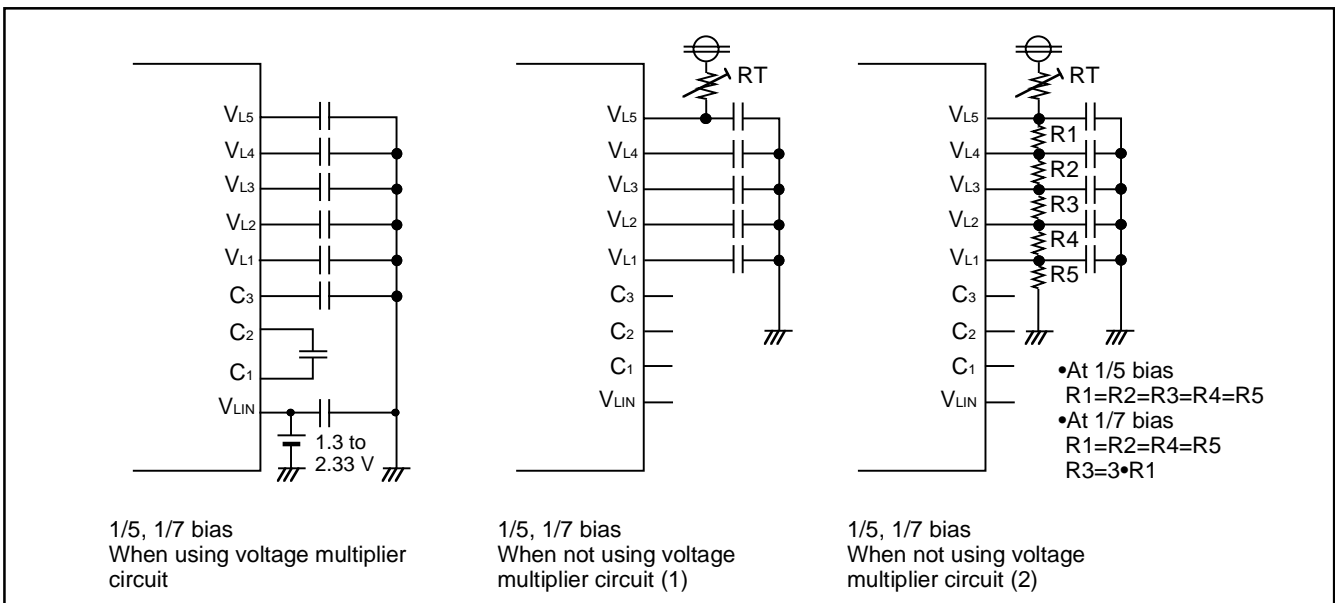 VL5
VL4
VL3
VL2
VL1
C3
C2
C1
VLIN
1.3 to
2.33 V
1/5, 1/7 bias
When using voltage multiplier
circuit
RT
VL5
VL4
VL3
VL2
VL1
C3
C2
C1
VLIN
1/5, 1/7 bias
When not using voltage
multiplier circuit (1)
RT
VL5
R1
VL4
R2
VL3
R3
VL2
R4
VL1
R5
C3
C2
C1
VLIN
•At 1/5 bias
R1=R2=R3=R4=R5
•At 1/7 bias
R1=R2=R4=R5
R3=3•R1
1/5, 1/7 bias
When not using voltage
multiplier circuit (2)